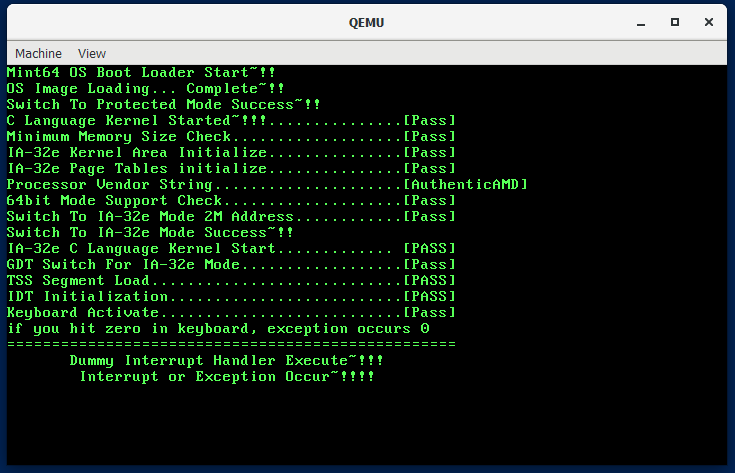 QEMU
Machine View
Mint64 OS Boot Loader Start~!!
OS Image Loading... Complete~!!
Switch To Protected Mode Success~!!
C Language Kernel Started~!!!...............[Pass]
Minimum Memory Size Check...................[Pass]
IA-32e Kernel Area Initialize...............[Pass]
IA-32e Page Tables initialize...............[Pass]
Processor Vendor String.....................[AuthenticAMD]
64bit Mode Support Check....................[Pass]
Switch To IA-32e Mode 2M Address............[Pass]
Switch To IA-32e Mode Success~!!
IA-32e C Language Kernel Start............. [PASS]
GDT Switch For IA-32e Mode..................[Pass]
TSS Segment Load............................[PASS]
IDT Initialization..........................[PASS]
Keyboard Activate...........................[Pass]
if you hit zero in keyboard, exception occurs 0
==================================================
       Dummy Interrupt Handler Execute~!!!
        Interrupt or Exception Occur~!!!!